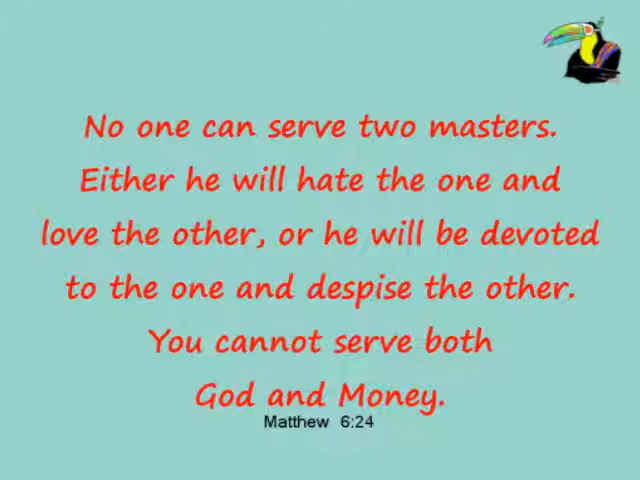 No one can serve two masters.
Either he will hate the one and
love the other, or he will be devoted
to the one and despise the other.
You cannot serve both
God and Money.
Matthew 6:24